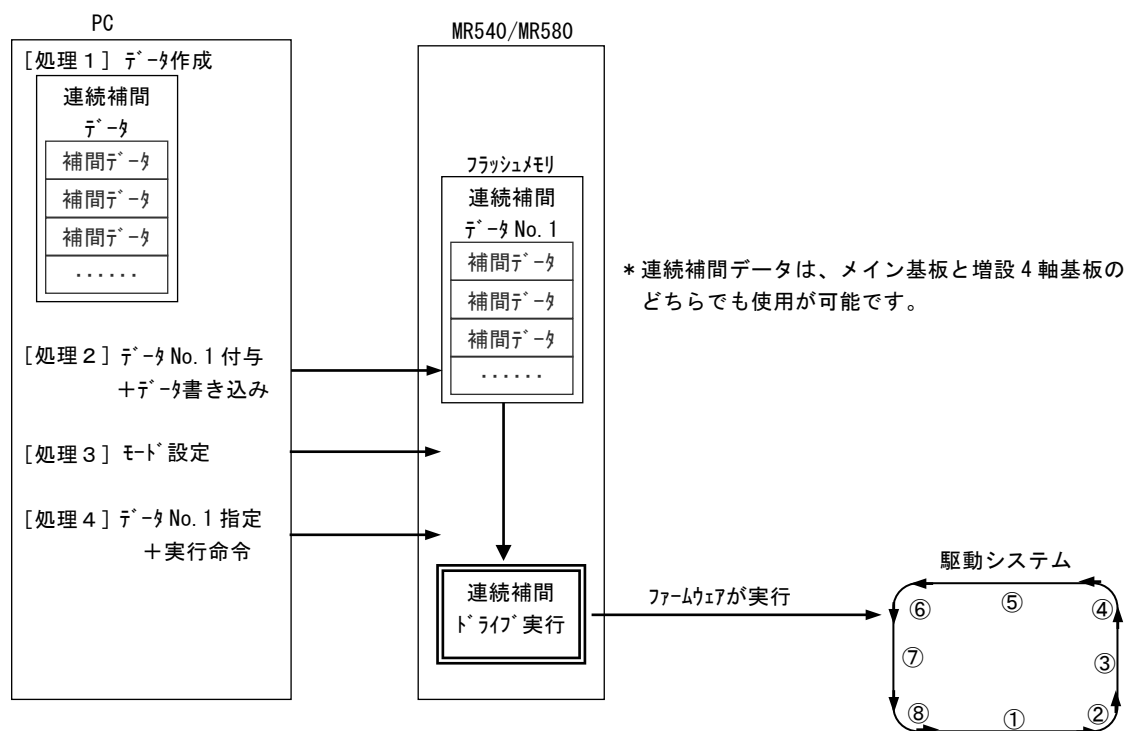 PC
[処理１] ﾃﾞｰﾀ作成
連続補間
ﾃﾞｰﾀ
補間ﾃﾞｰﾀ
補間ﾃﾞｰﾀ
補間ﾃﾞｰﾀ
······
[処理２] ﾃﾞｰﾀ No. 1 付与
＋ﾃﾞｰﾀ書き込み
[処理３] ﾓｰﾄﾞ設定
[処理４] ﾃﾞｰﾀ No. 1 指定
＋実行命令
MR540/MR580
ﾌﾗｯｼｭﾒﾓﾘ
連続補間
ﾃﾞｰﾀ No. 1
補間ﾃﾞｰﾀ
補間ﾃﾞｰﾀ
補間ﾃﾞｰﾀ
······
連続補間
ﾄﾞﾗｲﾌﾞ実行
＊連続補間データは、メイン基板と増設４軸基板の
どちらでも使用が可能です。
ﾌｧｰﾑｳｪｱが実行
駆動システム
⑥ ⑤ ④
⑦ ③
⑧ ① ②